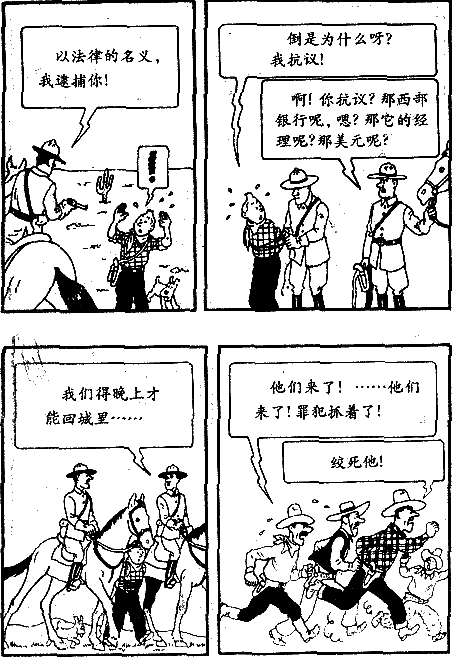 以法律的名义，
我逮捕你！
！！！！
倒是为什么呀？
我抗议！
啊！你抗议？那西部
银行呢，嗯？那它的经
理呢？那美元呢？
我们得晚上才
能回城里……
他们来了！……他们
来了！罪犯抓着了！
绞死他！